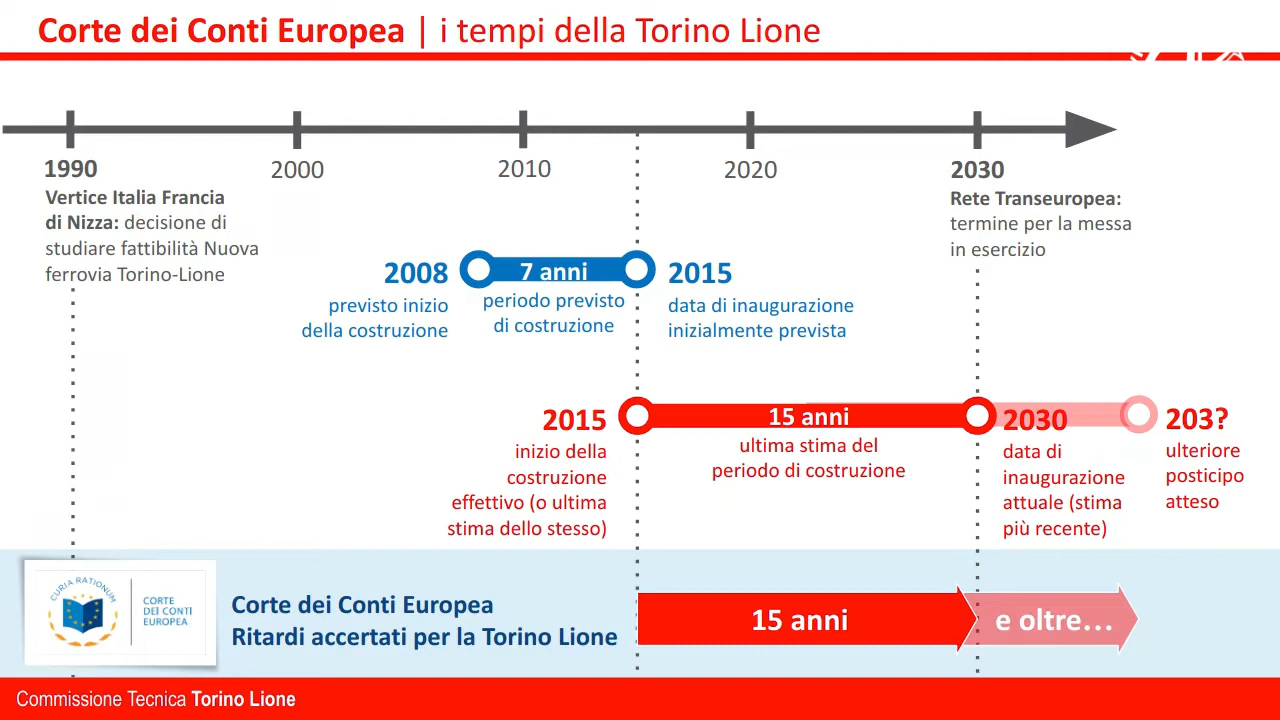 Corte dei Conti Europea | i tempi della Torino Lione
1990
2000
2010
2020
2030
Vertice Italia Francia
di Nizza: decisione di
studiare fattibilità Nuova
ferrovia Torino-Lione
Rete Transeuropea:
termine per la messa
in esercizio
2008
previsto inizio
della costruzione
7 anni
periodo previsto
di costruzione
2015
data di inaugurazione
inizialmente prevista
2015
inizio della
costruzione
effettivo (o ultima
stima dello stesso)
15 anni
ultima stima del
periodo di costruzione
2030
data di
inaugurazione
attuale (stima
più recente)
203?
ulteriore
posticipo
atteso
CURIA RATIONUM
CORTE
DEI CONTI
EUROPEA
Corte dei Conti Europea
Ritardi accertati per la Torino Lione
15 anni
e oltre...
Commissione Tecnica Torino Lione